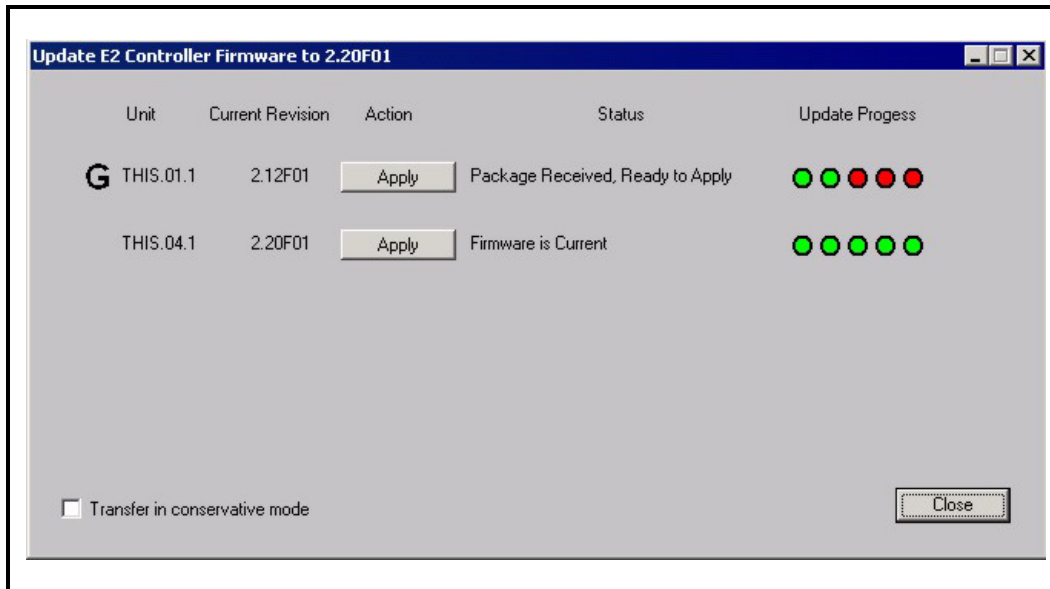 Update E2 Controller Firmware to 2.20F01
Unit Current Revision Action Status Update Progess
G THIS.01.1 2.12F01 Apply Package Received, Ready to Apply
THIS.04.1 2.20F01 Apply Firmware is Current
Transfer in conservative mode Close